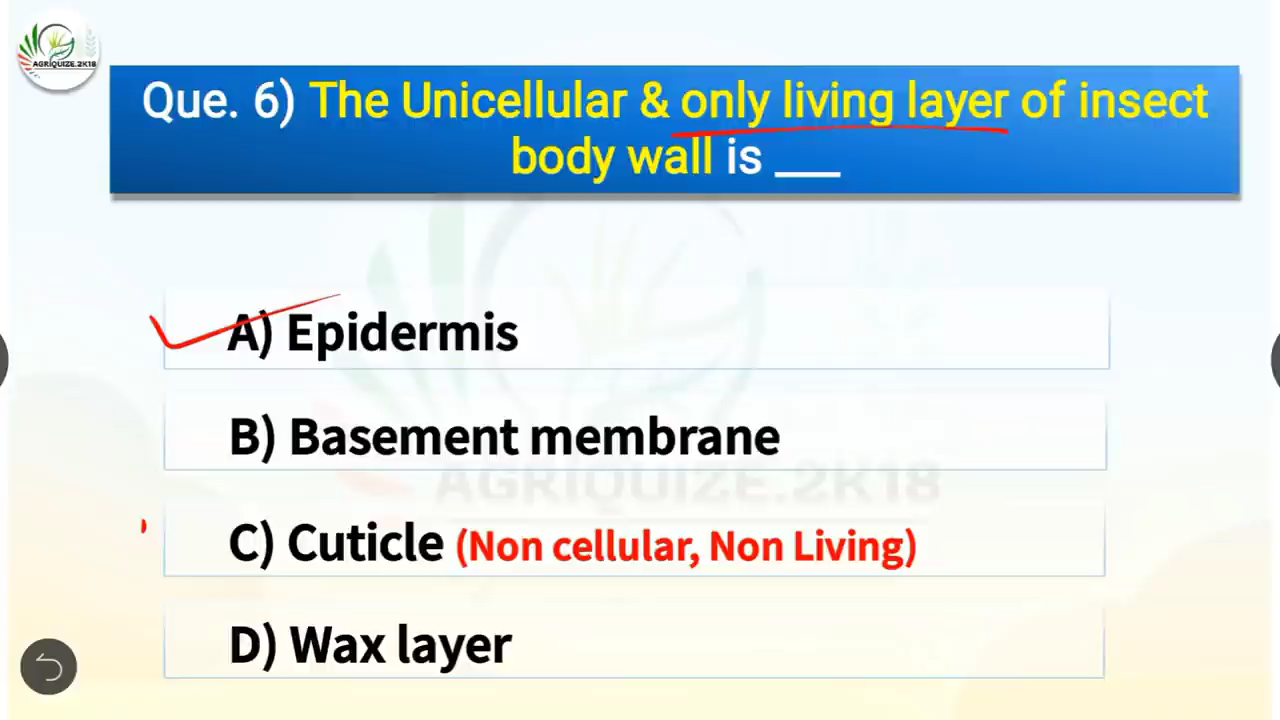 AGRIQUIZE.2K18
Que. 6) The Unicellular & only living layer of insect
body wall is ___
A) Epidermis
B) Basement membrane
AGRIQUIZE.2K18
C) Cuticle (Non cellular, Non Living)
D) Wax layer